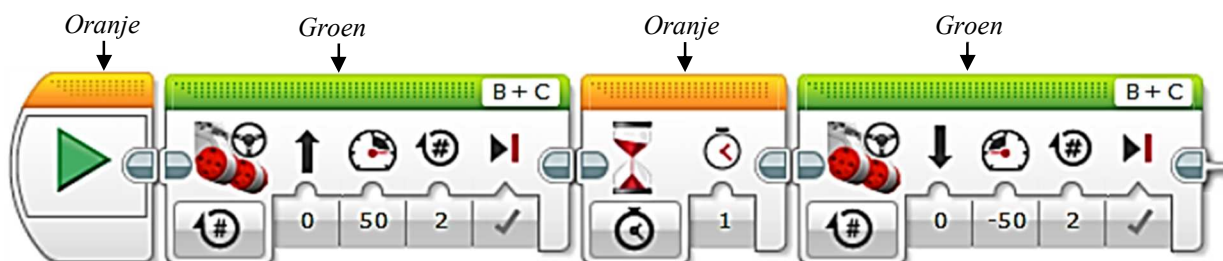 Oranje Groen Oranje Groen
B + C B + C
# #
# #
0 50 2 1 0 -50 2